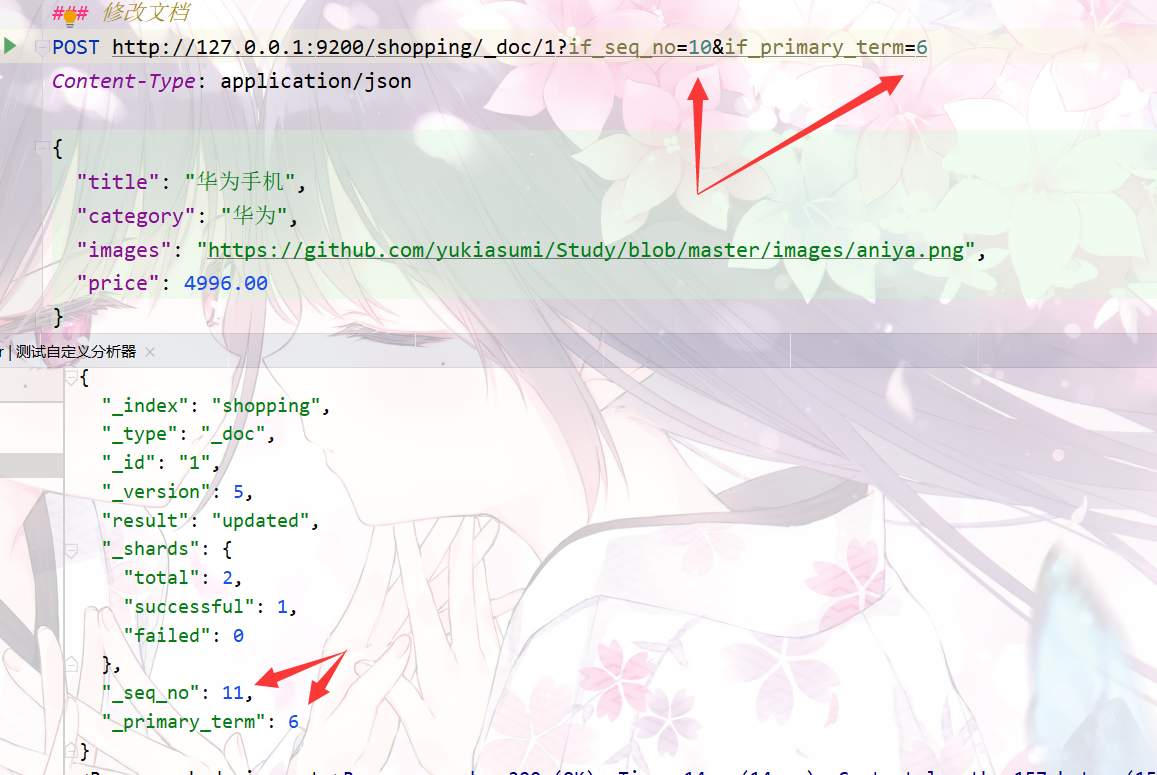 ### 修改文档
POST http://127.0.0.1:9200/shopping/_doc/1?if_seq_no=10&if_primary_term=6
Content-Type: application/json
{
"title": "华为手机",
"category": "华为",
"images": "https://github.com/yukiasumi/Study/blob/master/images/aniya.png",
"price": 4996.00
}
测试自定义分析器
{
"_index": "shopping",
"_type": "_doc",
"_id": "1",
"_version": 5,
"result": "updated",
"_shards": {
"total": 2,
"successful": 1,
"failed": 0
},
"_seq_no": 11,
"_primary_term": 6
}